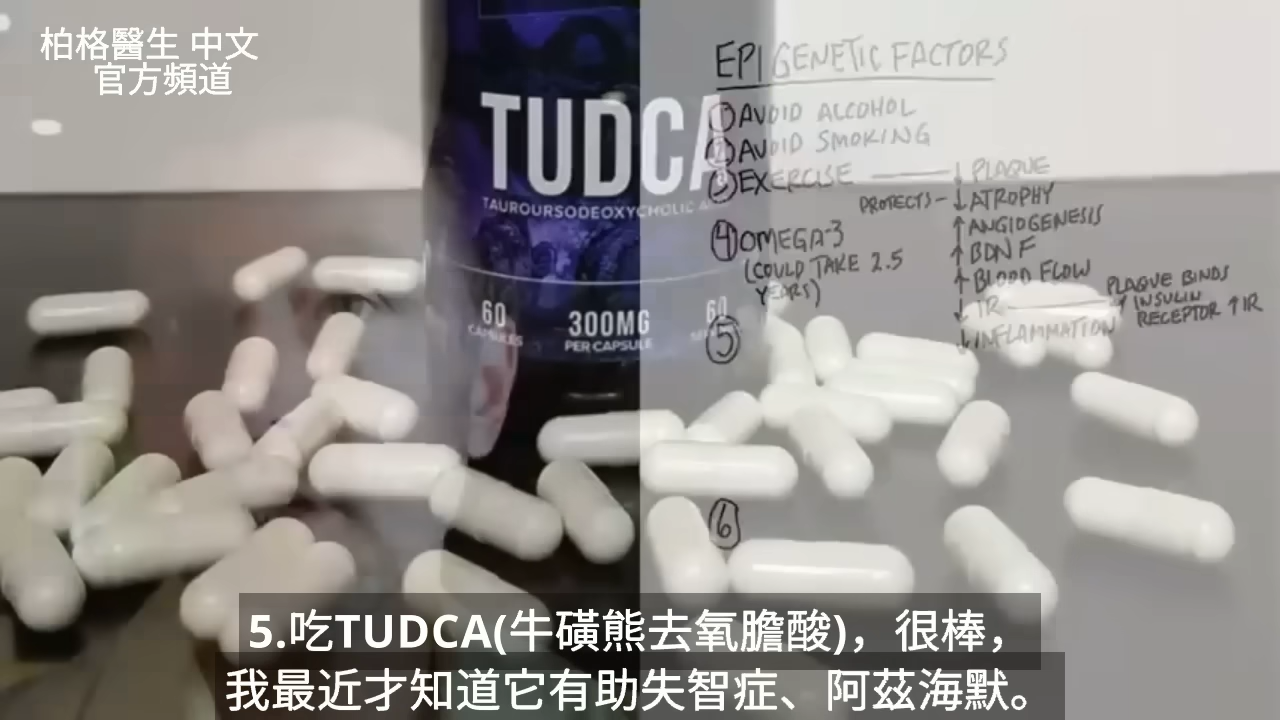 柏格醫生 中文
官方頻道
TUDCA
TAUROURSODEOXYCHOLIC A
60
CAPSULES
300MG
PER CAPSULE
60
EPIGENETIC FACTORS
① AVOID ALCOHOL
② AVOID SMOKING
③ EXERCISE — ↓ PLAQUE
PROTECTS - ↓ ATROPHY
↑ ANGIOGENESIS
↑ BDNF
↑ BLOOD FLOW
↓ IR — PLAQUE BINDS
INSULIN
RECEPTOR ↑ IR
↓ INFLAMMATION
④ OMEGA-3
(COULD TAKE 2.5
YEARS)
⑤
⑥
5.吃TUDCA(牛磺熊去氧膽酸)，很棒，
我最近才知道它有助失智症、阿茲海默。